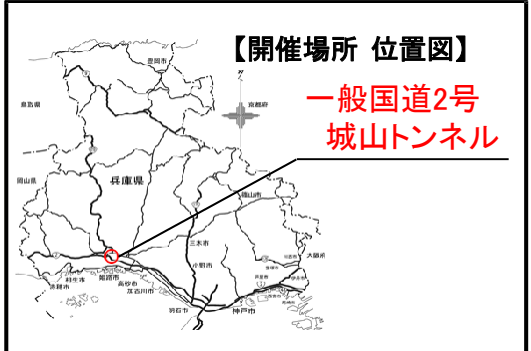 【開催場所 位置図】
一般国道2号
城山トンネル
豊岡市
鳥取県
京都府
岡山県
兵庫県
篠山市
三木市
小野市
大阪府
相生市
姫路市
赤穂市
高砂市
加古川市
明石市
神戸市
芦屋市